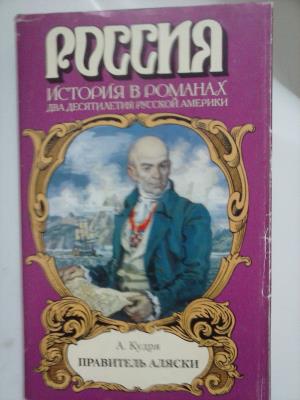 РОССИЯ
ИСТОРИЯ В РОМАНАХ
ДВА ДЕСЯТИЛЕТИЯ РУССКОЙ АМЕРИКИ
А. Кудря
ПРАВИТЕЛЬ АЛЯСКИ